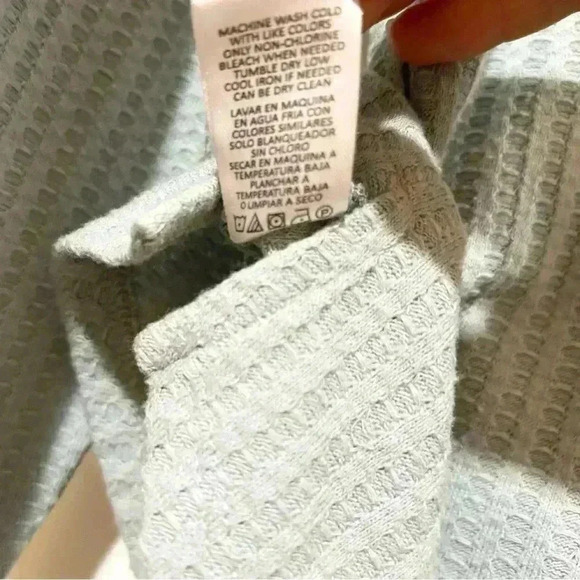 MACHINE WASH COLD
WITH LIKE COLORS
ONLY NON-CHLORINE
BLEACH WHEN NEEDED
TUMBLE DRY LOW
COOL IRON IF NEEDED
CAN BE DRY CLEAN
LAVAR EN MAQUINA
EN AGUA FRIA CON
COLORES SIMILARES
SOLO BLANQUEADOR
SIN CHLORO
SECAR EN MAQUINA A
TEMPERATURA BAJA
PLANCHAR A
TEMPERATURA BAJA
O LIMPIAR A SECO